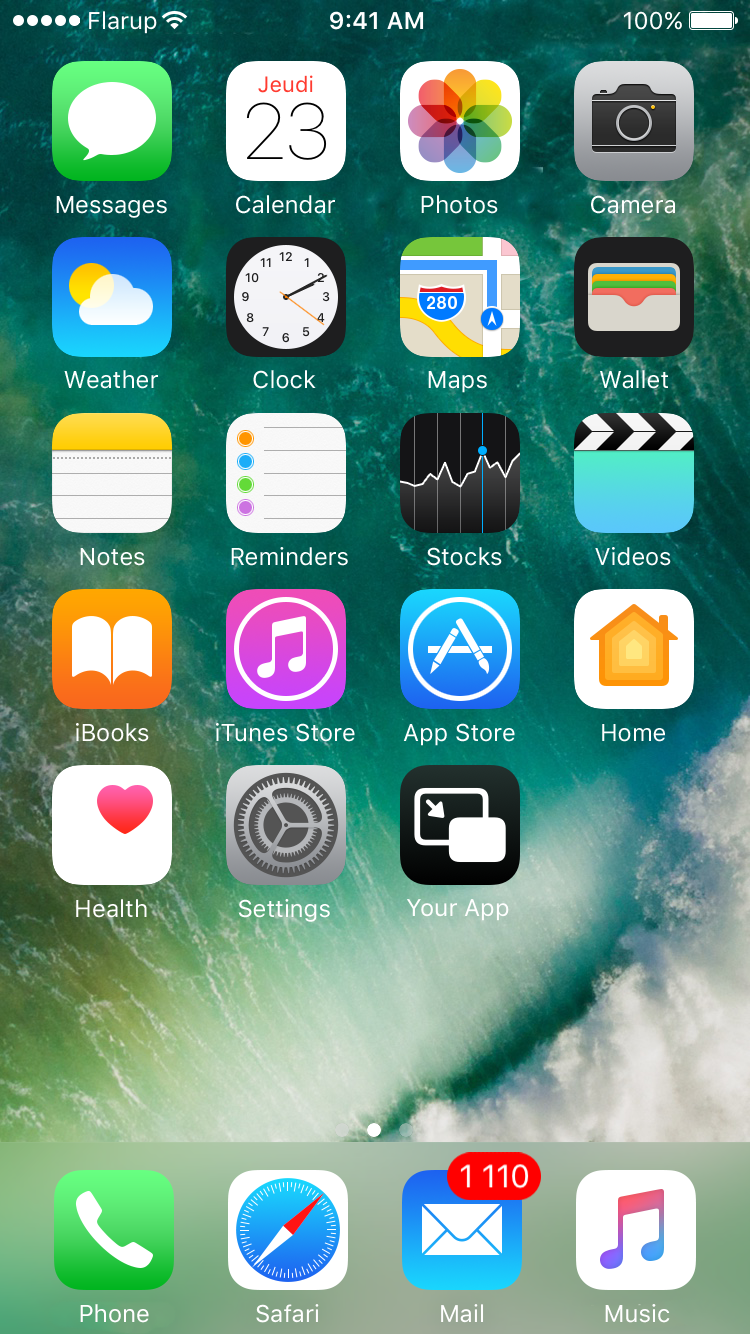 Flarup 9:41 AM 100%
Jeudi
23
Messages Calendar Photos Camera
12
11 1
10 2
9 3
8 4
7 5
6
280
Weather Clock Maps Wallet
Notes Reminders Stocks Videos
iBooks iTunes Store App Store Home
Health Settings Your App
1 110
Phone Safari Mail Music